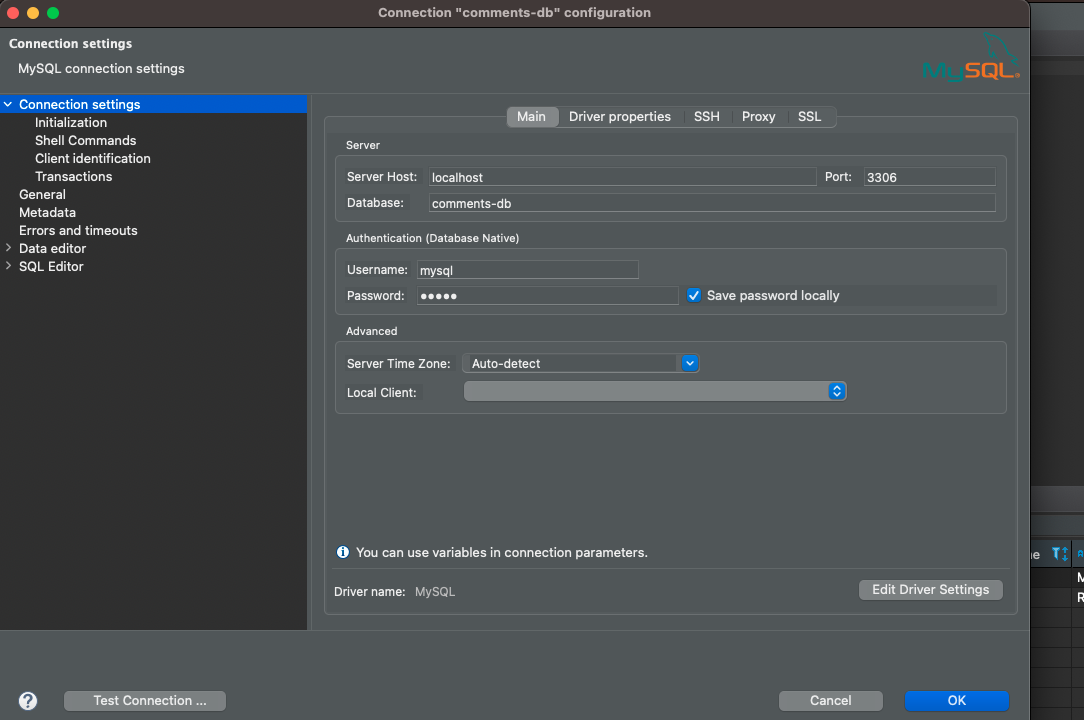 Connection "comments-db" configuration
Connection settings
MySQL connection settings
MySQL
Connection settings
Initialization
Shell Commands
Client identification
Transactions
General
Metadata
Errors and timeouts
Data editor
SQL Editor
Main Driver properties SSH Proxy SSL
Server
Server Host: localhost Port: 3306
Database: comments-db
Authentication (Database Native)
Username: mysql
Password: •••••
Save password locally
Advanced
Server Time Zone: Auto-detect
Local Client:
You can use variables in connection parameters.
Driver name: MySQL
Edit Driver Settings
? Test Connection ... Cancel OK